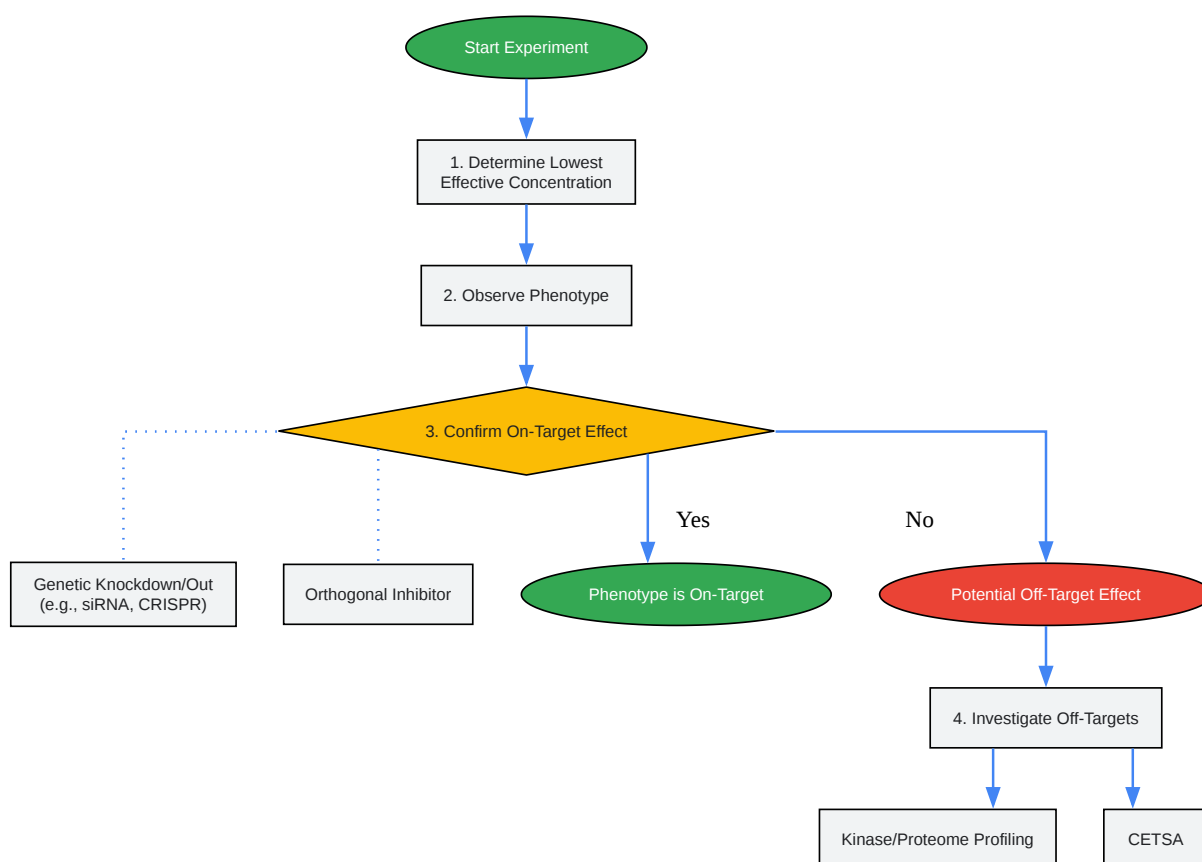 Start Experiment
1. Determine Lowest
Effective Concentration
2. Observe Phenotype
3. Confirm On-Target Effect
Yes
No
Genetic Knockdown/Out
(e.g., siRNA, CRISPR)
Orthogonal Inhibitor
Phenotype is On-Target
Potential Off-Target Effect
4. Investigate Off-Targets
Kinase/Proteome Profiling
CETSA